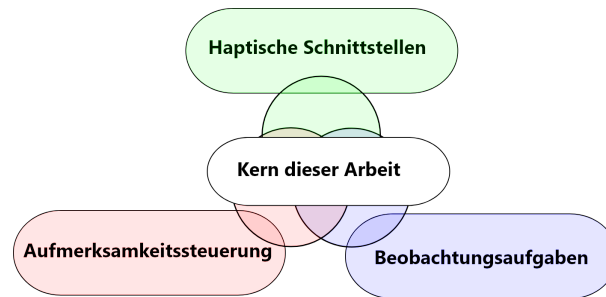 Haptische Schnittstellen
Kern dieser Arbeit
Aufmerksamkeitssteuerung
Beobachtungsaufgaben